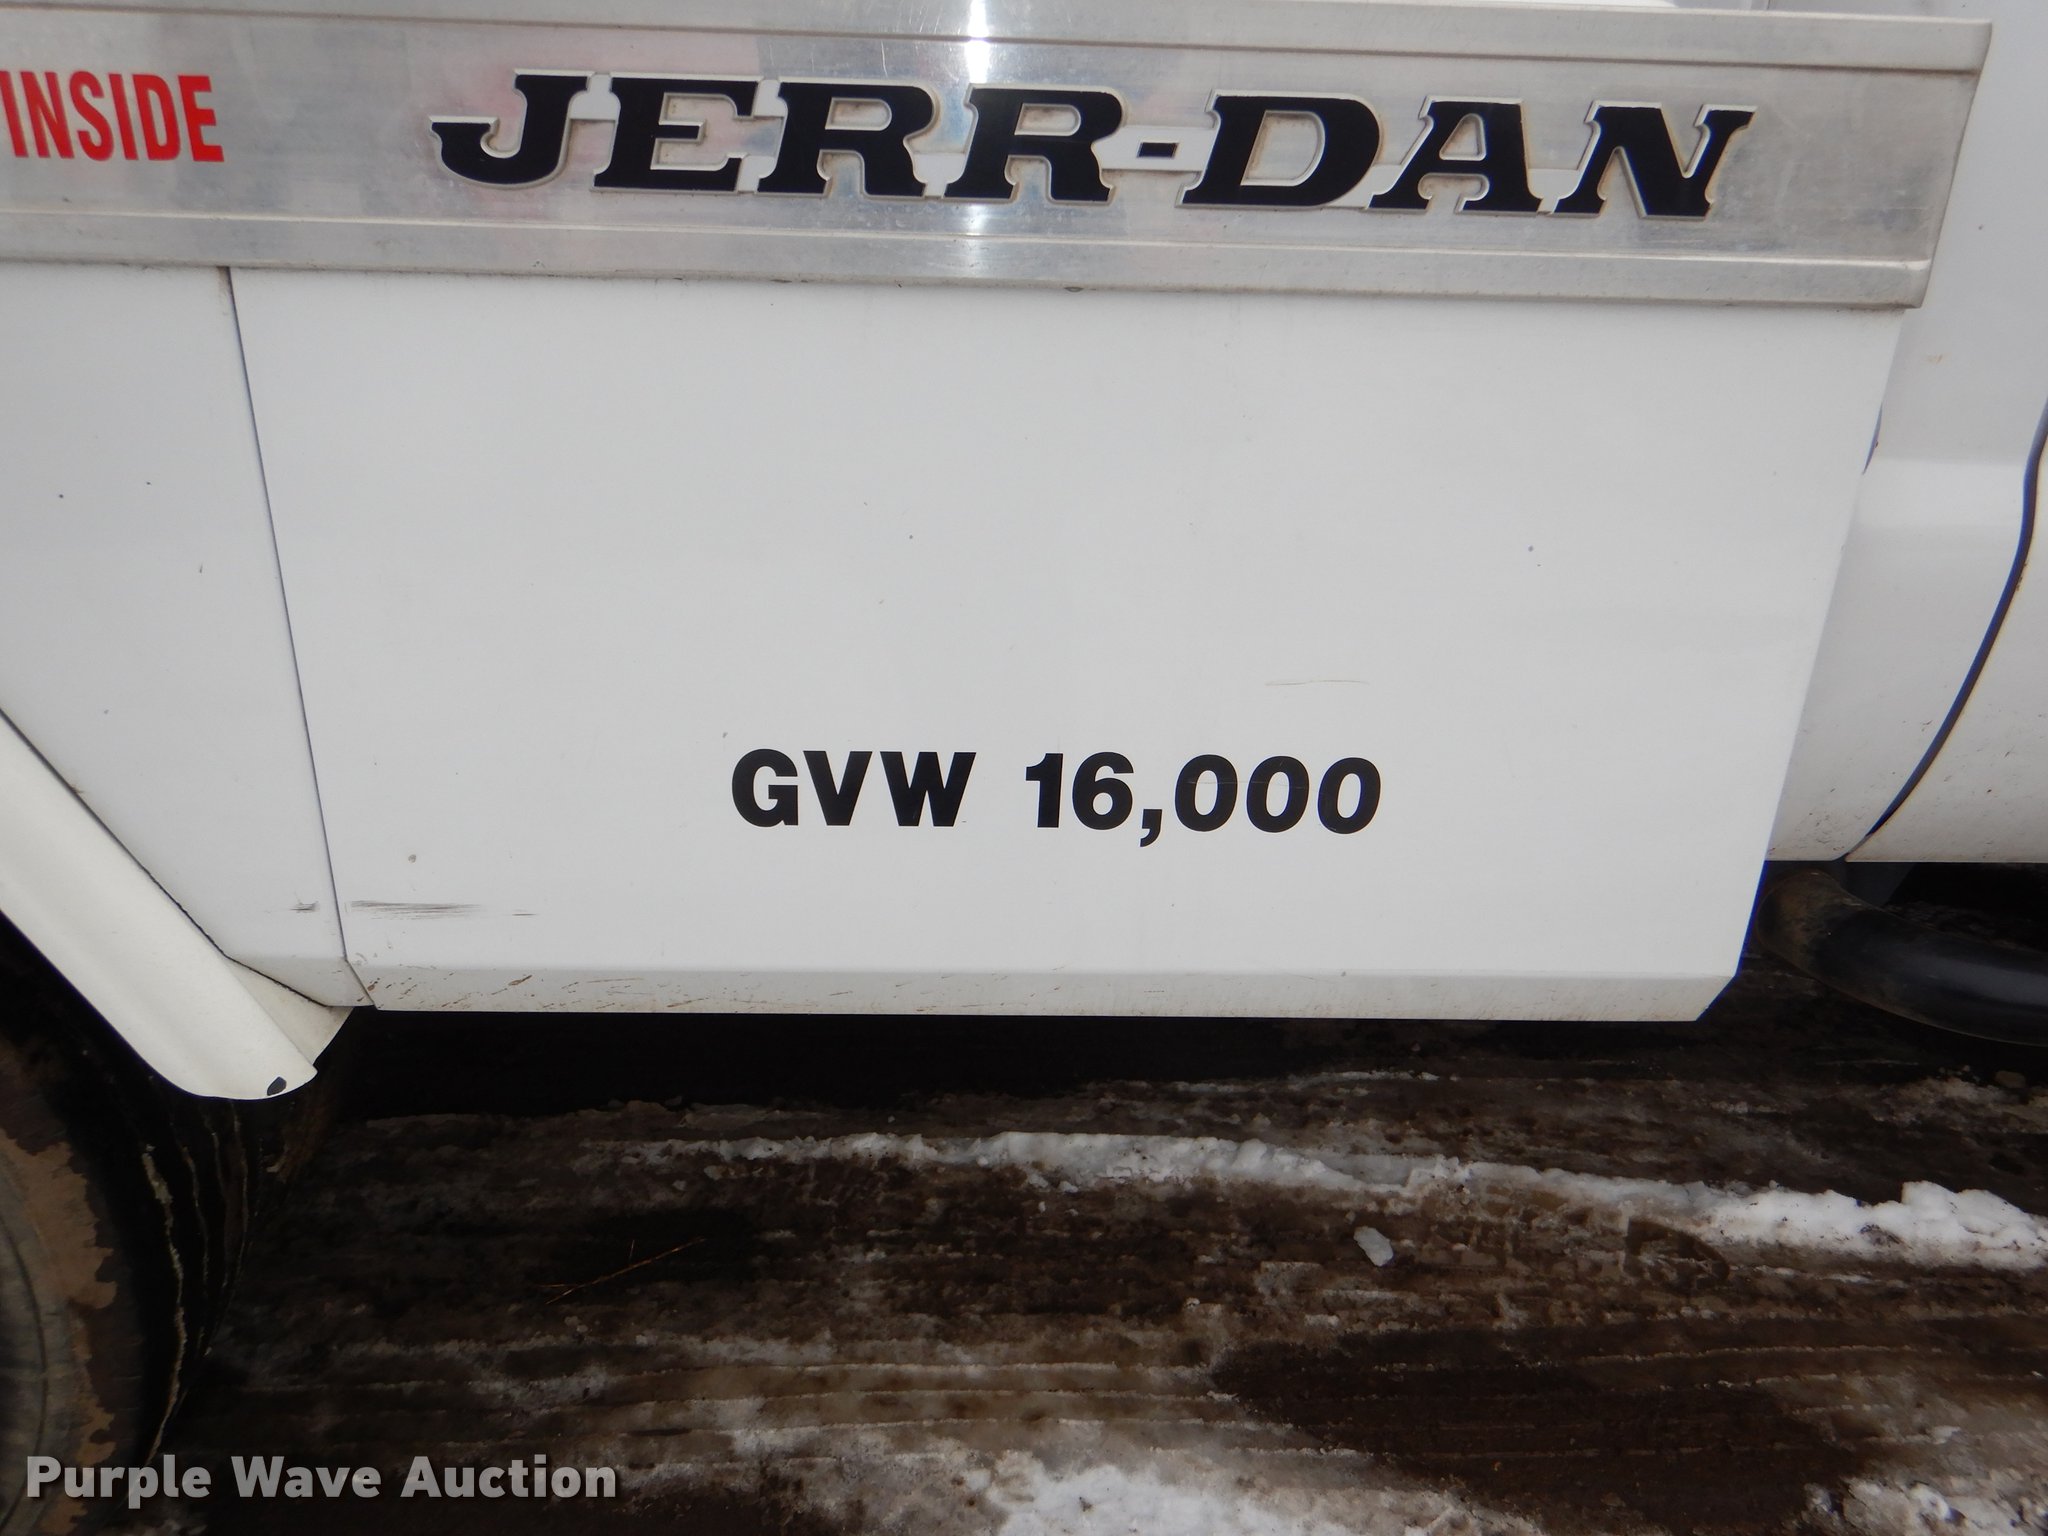 INSIDE
JERR-DAN
GVW 16,000
Purple Wave Auction